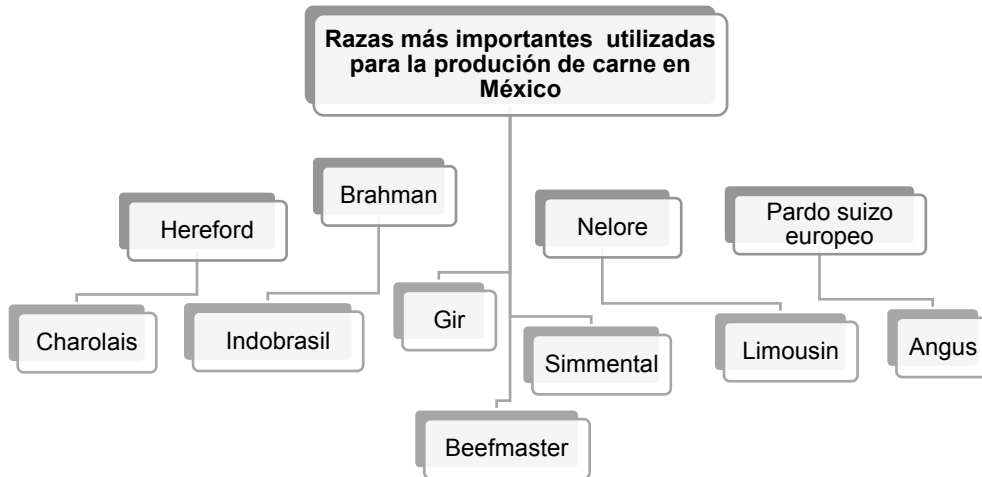 Razas más importantes utilizadas
para la produción de carne en
México
Brahman
Hereford
Nelore
Pardo suizo
europeo
Gir
Charolais
Indobrasil
Simmental
Limousin
Angus
Beefmaster